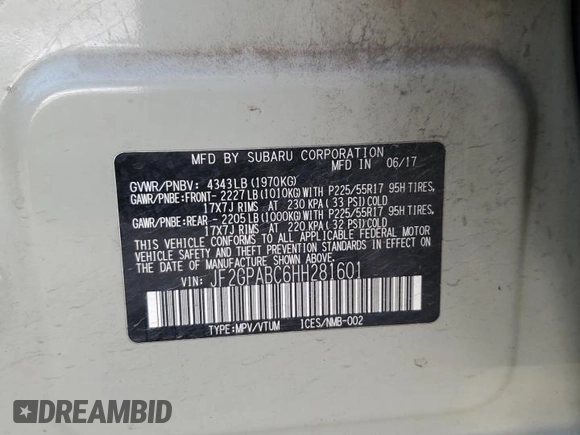 MFD BY SUBARU CORPORATION
MFD IN 06/17
GVWR/PNBV: 4343LB (1970KG)
GAWR/PNBE:FRONT- 2227LB (1010KG) WITH P225/55R17 95H TIRES,
17X7J RIMS AT 230 KPA ( 33 PSI) COLD
GAWR/PNBE:REAR - 2205LB (1000KG) WITH P225/55R17 95H TIRES,
17X7J RIMS AT 220 KPA ( 32 PSI) COLD
THIS VEHICLE CONFORMS TO ALL APPLICABLE FEDERAL MOTOR
VEHICLE SAFETY AND THEFT PREVENTION STANDARDS IN EFFECT ON
THE DATE OF MANUFACTURE SHOWN ABOVE.
VIN: JF2GPABC6HH281601
TYPE:MPV/VTUM ICES/NMB-002
DREAMBID